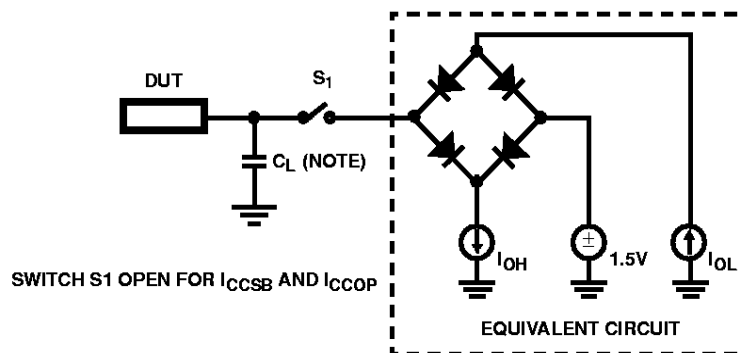 DUT
S1
CL (NOTE)
±
1.5V
IOH
IOL
SWITCH S1 OPEN FOR ICCSB AND ICCOP
EQUIVALENT CIRCUIT